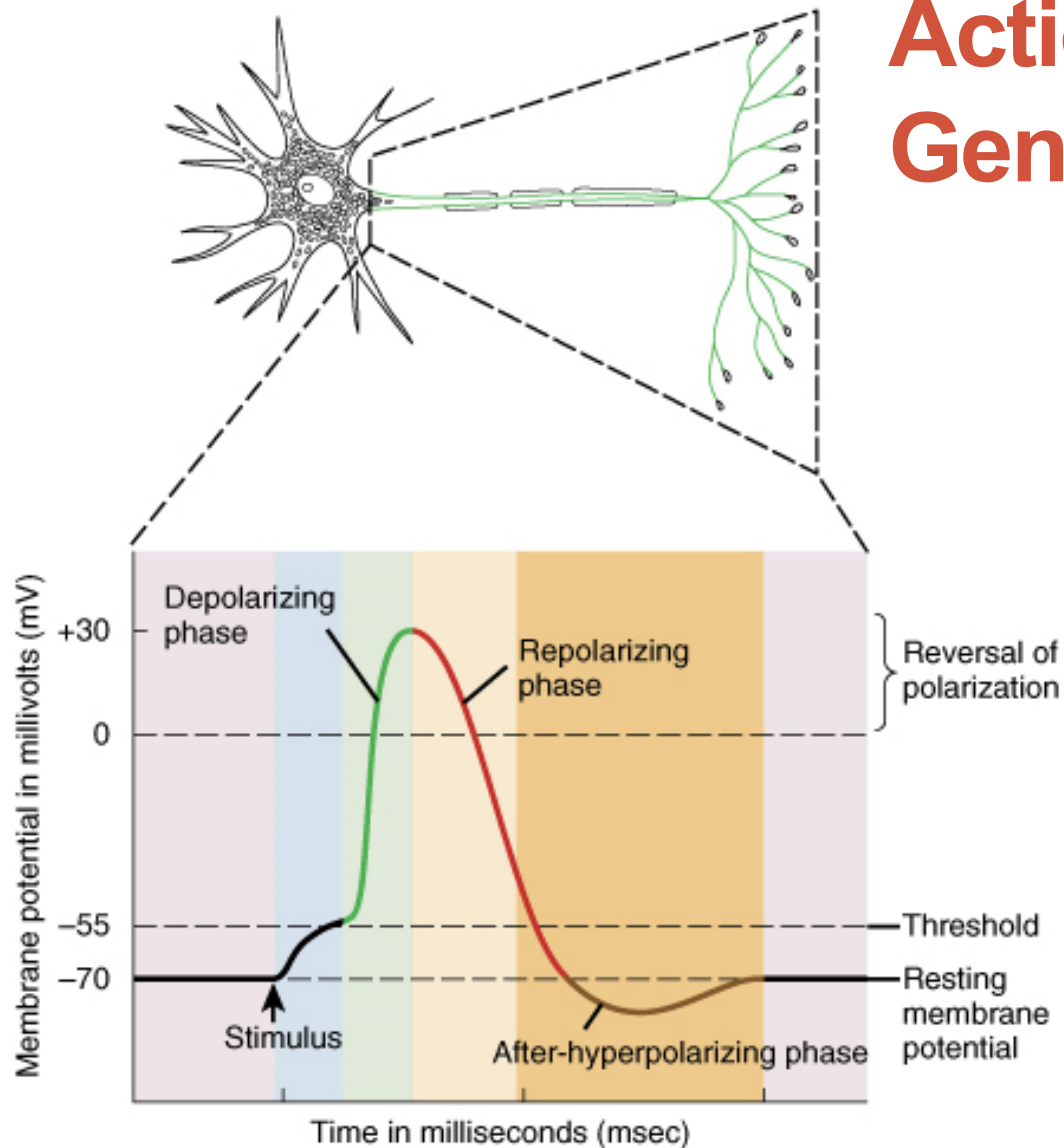 Depolarizing
phase
Repolarizing
phase
Reversal of
polarization
Membrane potential in millivolts (mV)
+30
0
–55
–70
Threshold
Resting
membrane
potential
Stimulus
After-hyperpolarizing phase
Time in milliseconds (msec)